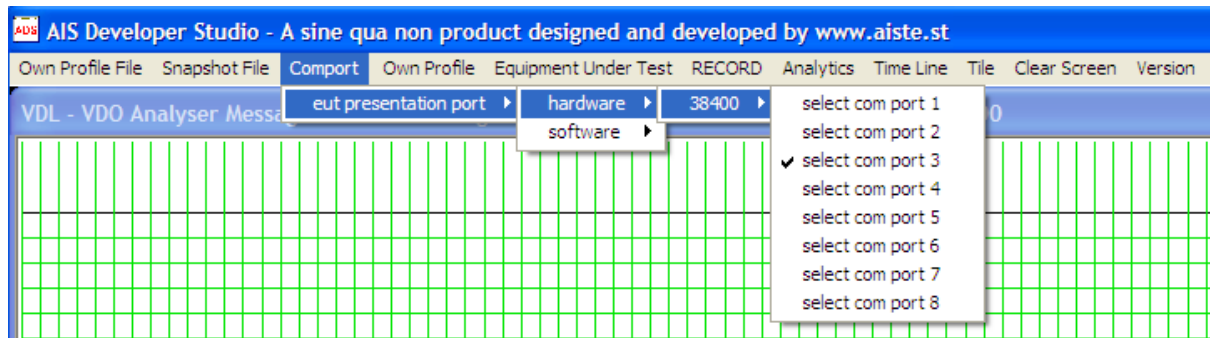 ADS AIS Developer Studio - A sine qua non product designed and developed by www.aiste.st
Own Profile File Snapshot File Comport Own Profile Equipment Under Test RECORD Analytics Time Line Tile Clear Screen Version
VDL - VDO Analyser Messa
eut presentation port
hardware
software
38400
select com port 1
select com port 2
select com port 3
select com port 4
select com port 5
select com port 6
select com port 7
select com port 8